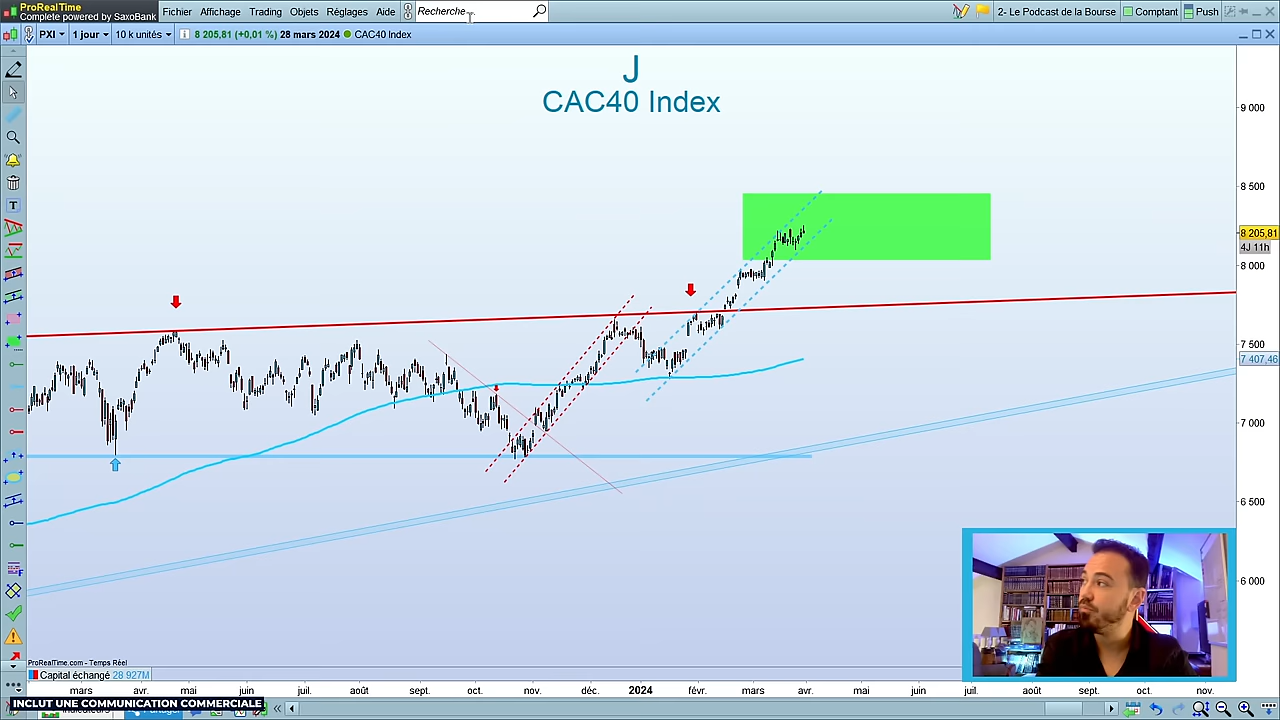 ProRealTime
Complete powered by SaxoBank
Fichier Affichage Trading Objets Réglages Aide Recherche... 2- Le Podcast de la Bourse Comptant Push
PXI 1 jour 10 k unités 8 205,81 (+0,01 %) 28 mars 2024 CAC40 Index
J
CAC40 Index
9 000
8 500
8 205,81
4J 11h
8 000
7 500
7 407,46
7 000
6 500
6 000
ProRealTime.com - Temps Réel
Capital échangé 28 927M
mars avr. mai juin juil. août sept. oct. nov. déc. 2024 févr. mars avr. mai juin juil. août sept. oct. nov.
INCLUT UNE COMMUNICATION COMMERCIALE